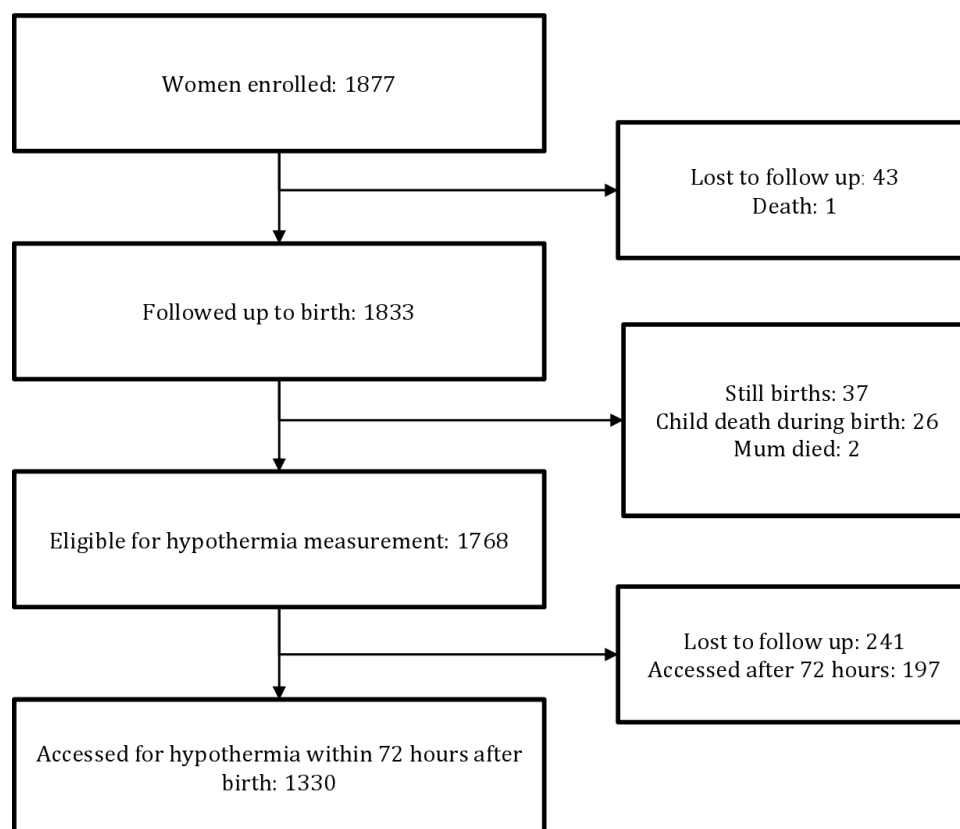 Women enrolled: 1877
Lost to follow up: 43
Death: 1
Followed up to birth: 1833
Still births: 37
Child death during birth: 26
Mum died: 2
Eligible for hypothermia measurement: 1768
Lost to follow up: 241
Accessed after 72 hours: 197
Accessed for hypothermia within 72 hours after
birth: 1330